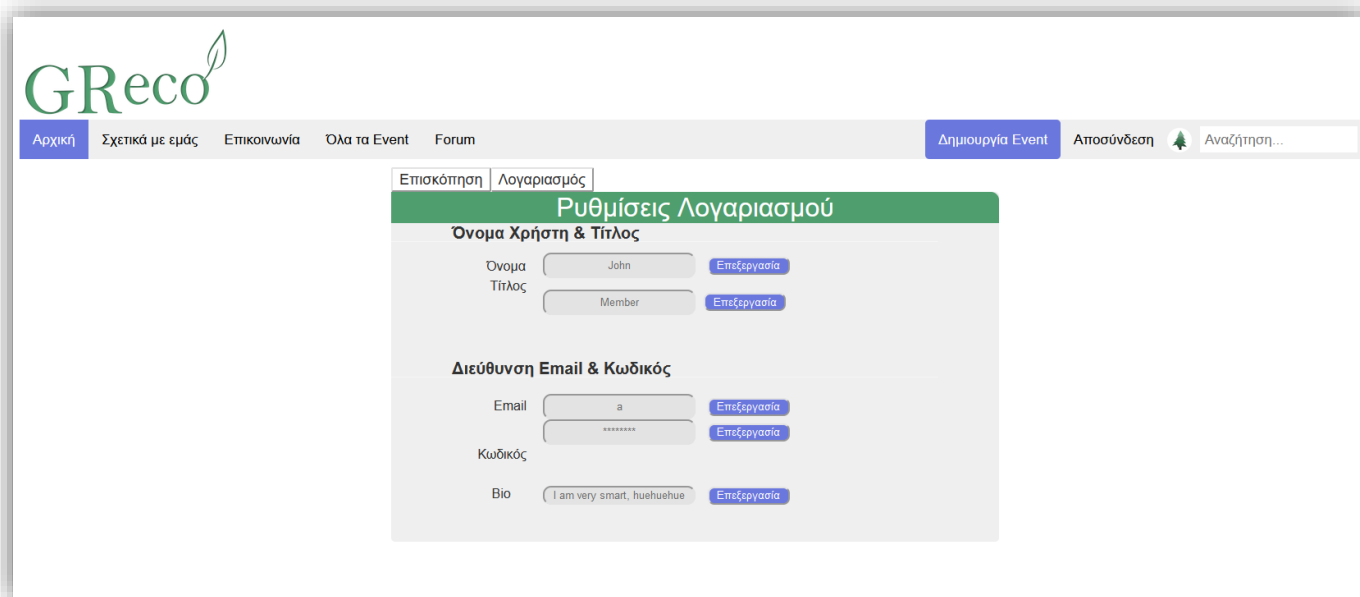 GReco
Αρχική Σχετικά με εμάς Επικοινωνία Όλα τα Event Forum Δημιουργία Event Αποσύνδεση Αναζήτηση...
Επισκόπηση Λογαριασμός
Ρυθμίσεις Λογαριασμού
Όνομα Χρήστη & Τίτλος
Όνομα John Επεξεργασία
Τίτλος
Member Επεξεργασία
Διεύθυνση Email & Κωδικός
Email a Επεξεργασία
******** Επεξεργασία
Κωδικός
Bio I am very smart, huehuehue Επεξεργασία